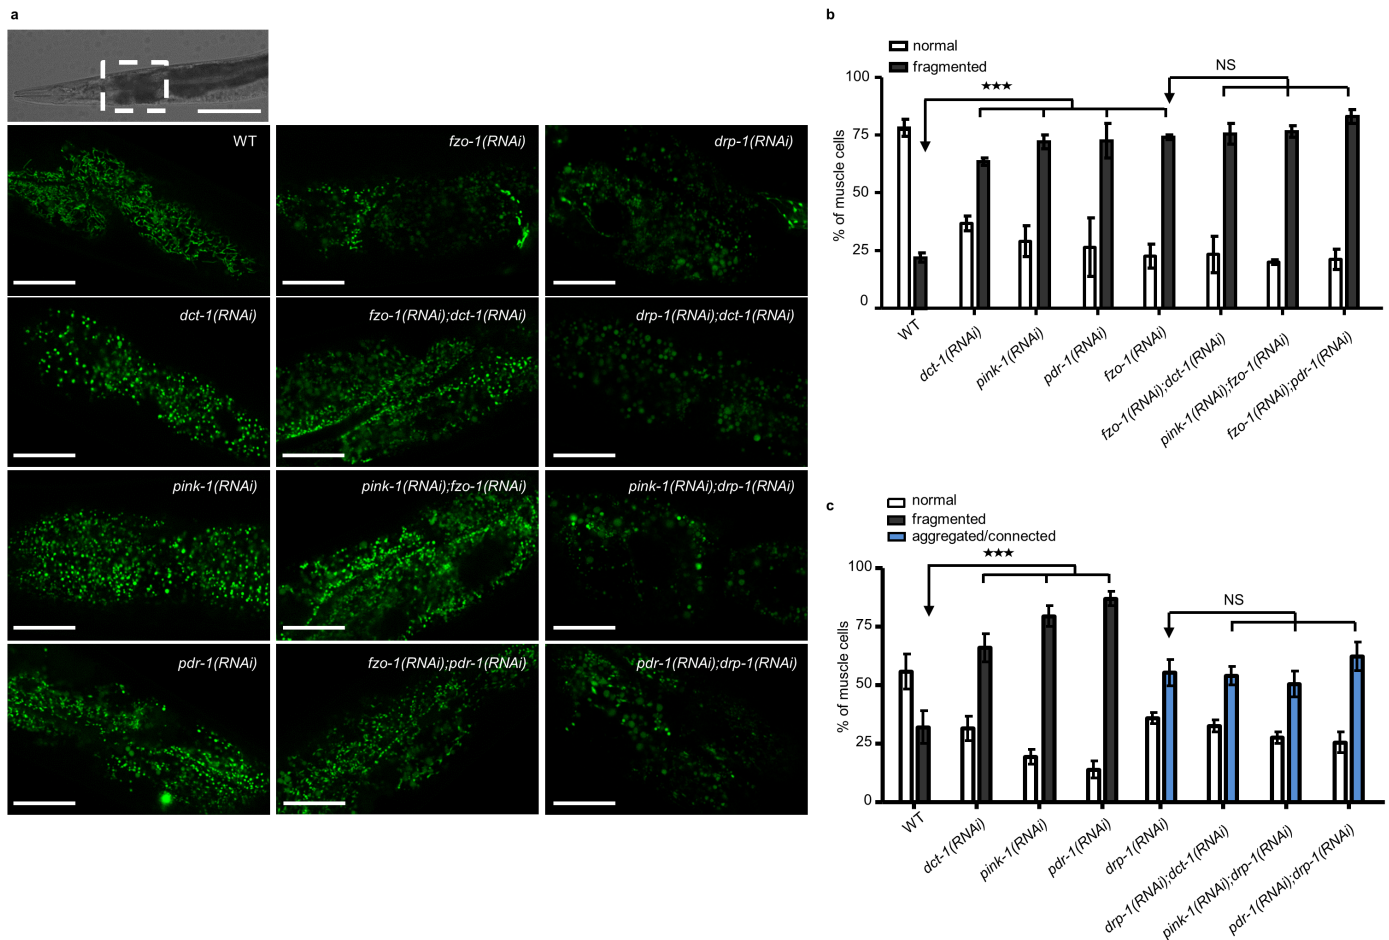 a
WT
fzo-1(RNAi)
drp-1(RNAi)
dct-1(RNAi)
fzo-1(RNAi);dct-1(RNAi)
drp-1(RNAi);dct-1(RNAi)
pink-1(RNAi)
pink-1(RNAi);fzo-1(RNAi)
pink-1(RNAi);drp-1(RNAi)
pdr-1(RNAi)
fzo-1(RNAi);pdr-1(RNAi)
pdr-1(RNAi);drp-1(RNAi)
b
normal
fragmented
★★★
NS
% of muscle cells
100
75
50
25
0
WT
dct-1(RNAi)
pink-1(RNAi)
pdr-1(RNAi)
fzo-1(RNAi)
fzo-1(RNAi);dct-1(RNAi)
pink-1(RNAi);fzo-1(RNAi)
fzo-1(RNAi);pdr-1(RNAi)
c
normal
fragmented
aggregated/connected
★★★
NS
% of muscle cells
100
75
50
25
0
WT
dct-1(RNAi)
pink-1(RNAi)
pdr-1(RNAi)
drp-1(RNAi)
drp-1(RNAi);dct-1(RNAi)
pink-1(RNAi);drp-1(RNAi)
pdr-1(RNAi);drp-1(RNAi)